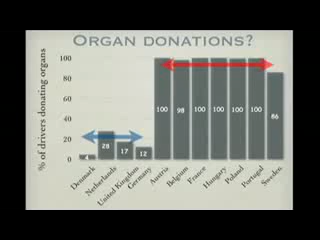 ORGAN DONATIONS?
% of drivers donating organs
100
80
60
40
20
0
4
28
17
12
100
98
100
100
100
100
86
Denmark
Netherlands
United Kingdom
Germany
Austria
Belgium
France
Hungary
Poland
Portugal
Sweden.